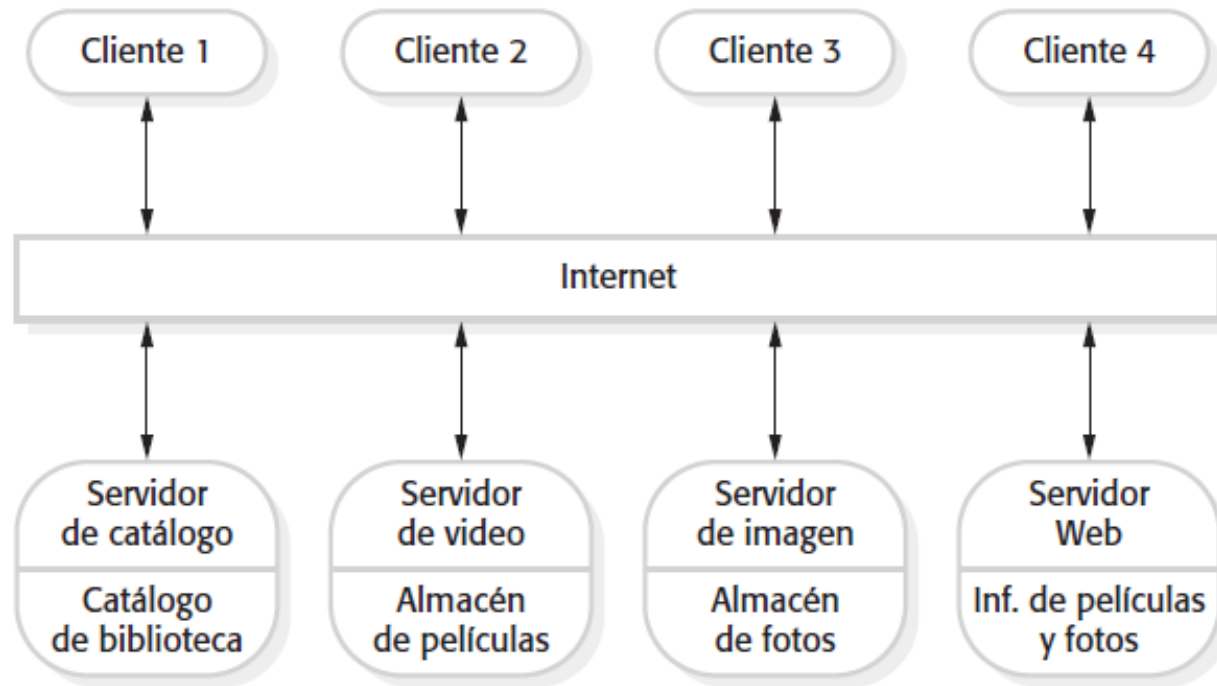 Cliente 1
Cliente 2
Cliente 3
Cliente 4
Internet
Servidor
de catálogo
Catálogo
de biblioteca
Servidor
de video
Almacén
de películas
Servidor
de imagen
Almacén
de fotos
Servidor
Web
Inf. de películas
y fotos